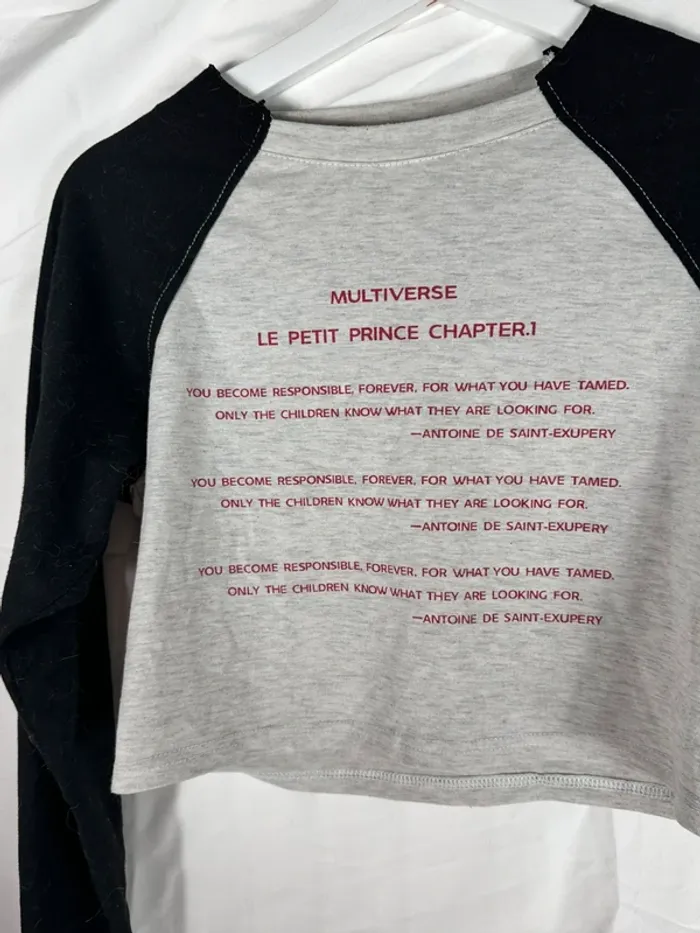 MULTIVERSE
LE PETIT PRINCE CHAPTER.1
YOU BECOME RESPONSIBLE, FOREVER, FOR WHAT YOU HAVE TAMED.
ONLY THE CHILDREN KNOW WHAT THEY ARE LOOKING FOR.
—ANTOINE DE SAINT-EXUPERY
YOU BECOME RESPONSIBLE, FOREVER, FOR WHAT YOU HAVE TAMED.
ONLY THE CHILDREN KNOW WHAT THEY ARE LOOKING FOR.
—ANTOINE DE SAINT-EXUPERY
YOU BECOME RESPONSIBLE, FOREVER, FOR WHAT YOU HAVE TAMED.
ONLY THE CHILDREN KNOW WHAT THEY ARE LOOKING FOR.
—ANTOINE DE SAINT-EXUPERY